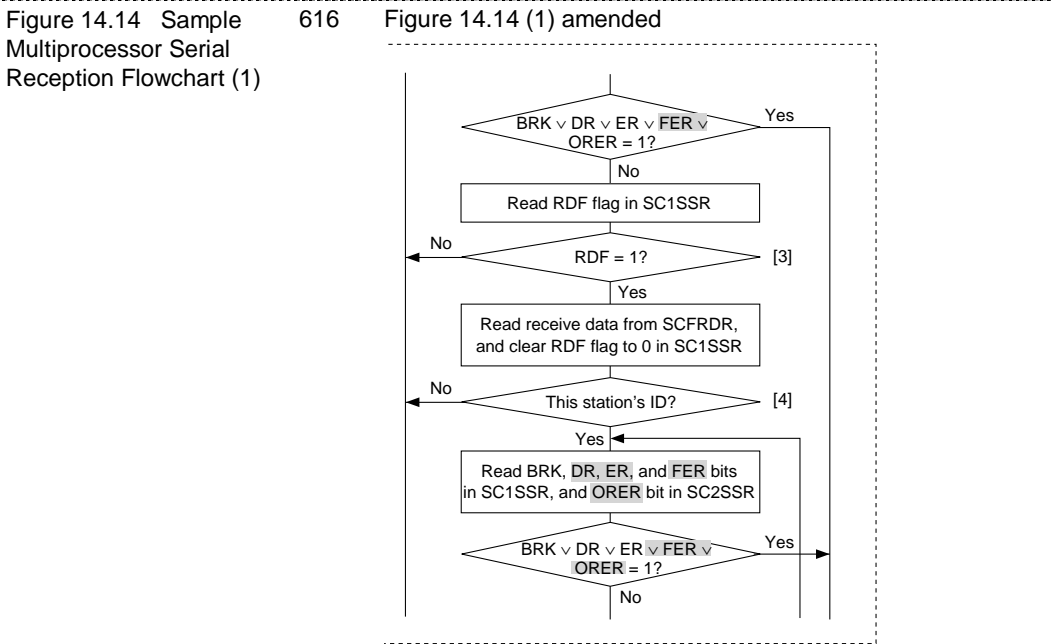 Figure 14.14 Sample
Multiprocessor Serial
Reception Flowchart (1)
616
Figure 14.14 (1) amended
BRK ∨ DR ∨ ER ∨ FER ∨
ORER = 1?
Yes
No
Read RDF flag in SC1SSR
No
RDF = 1?
[3]
Yes
Read receive data from SCFRDR,
and clear RDF flag to 0 in SC1SSR
No
This station's ID?
[4]
Yes
Read BRK, DR, ER, and FER bits
in SC1SSR, and ORER bit in SC2SSR
BRK ∨ DR ∨ ER ∨ FER ∨
ORER = 1?
Yes
No